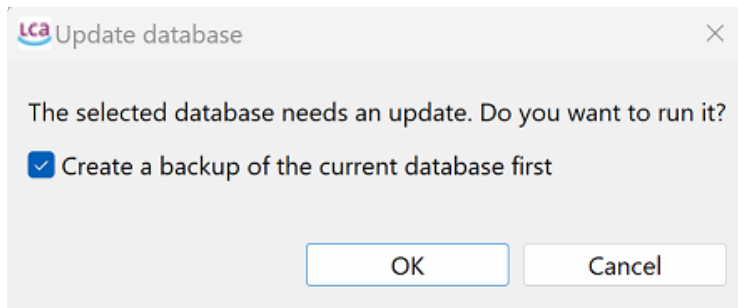 LCa Update database
The selected database needs an update. Do you want to run it?
Create a backup of the current database first
OK Cancel